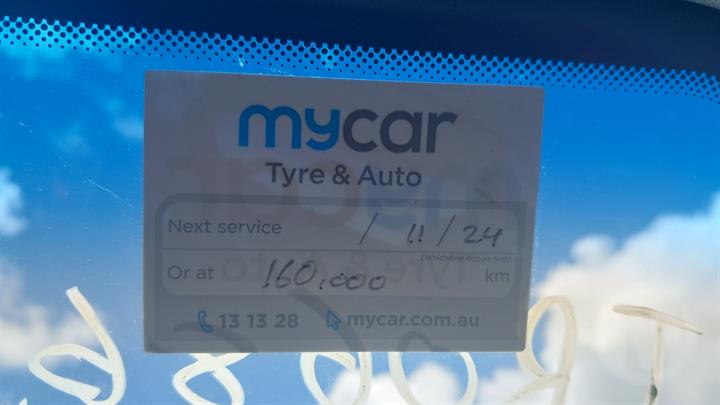 mycar
Tyre & Auto
Next service / 11 / 24
(Whichever occurs first)
Or at 160,000 km
13 13 28 mycar.com.au